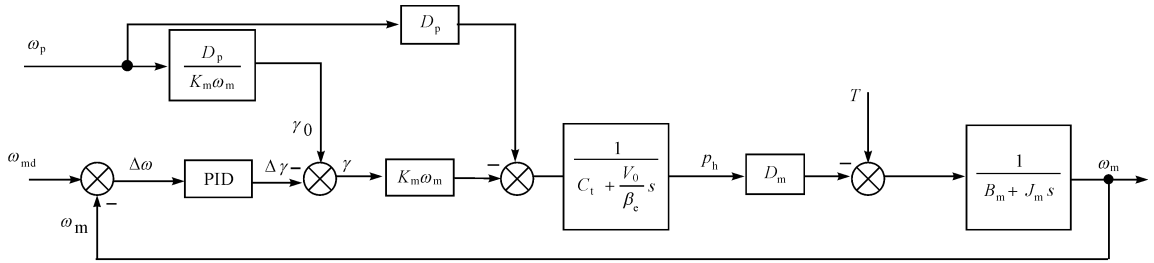 D_p
ω_p
D_p
K_m ω_m
γ_0
T
ω_md
Δω
PID
Δγ
−
γ
K_m ω_m
−
−
1
C_t + V_0/β_e s
p_h
D_m
−
1
B_m + J_m s
ω_m
−
ω_m